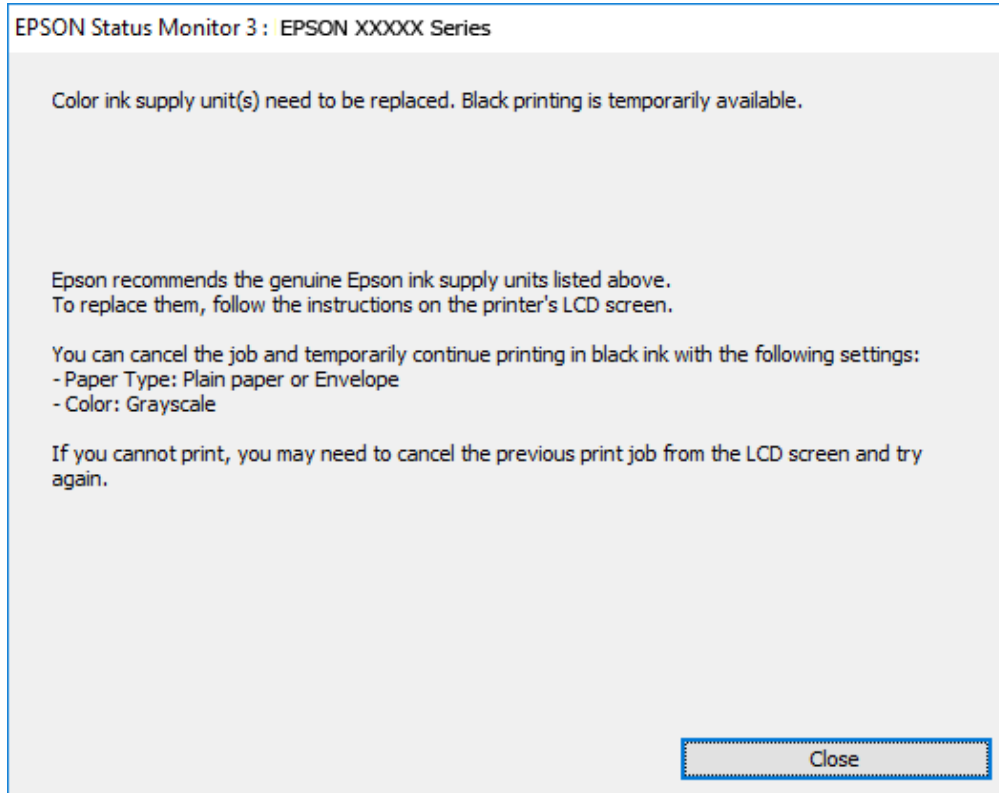 EPSON Status Monitor 3 : EPSON XXXXX Series
Color ink supply unit(s) need to be replaced. Black printing is temporarily available.
Epson recommends the genuine Epson ink supply units listed above.
To replace them, follow the instructions on the printer's LCD screen.
You can cancel the job and temporarily continue printing in black ink with the following settings:
- Paper Type: Plain paper or Envelope
- Color: Grayscale
If you cannot print, you may need to cancel the previous print job from the LCD screen and try
again.
Close